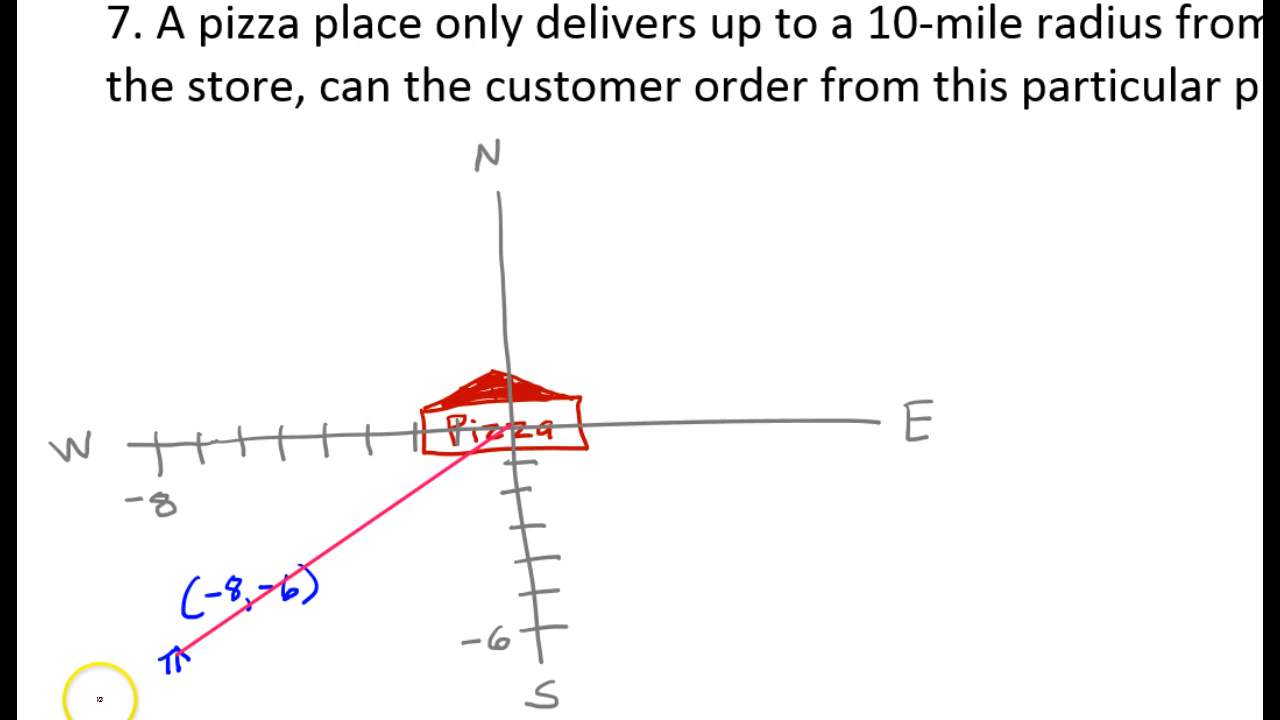 7. A pizza place only delivers up to a 10-mile radius from
the store, can the customer order from this particular p
N
Pizza
W
E
-8
(-8,-6)
-6
S